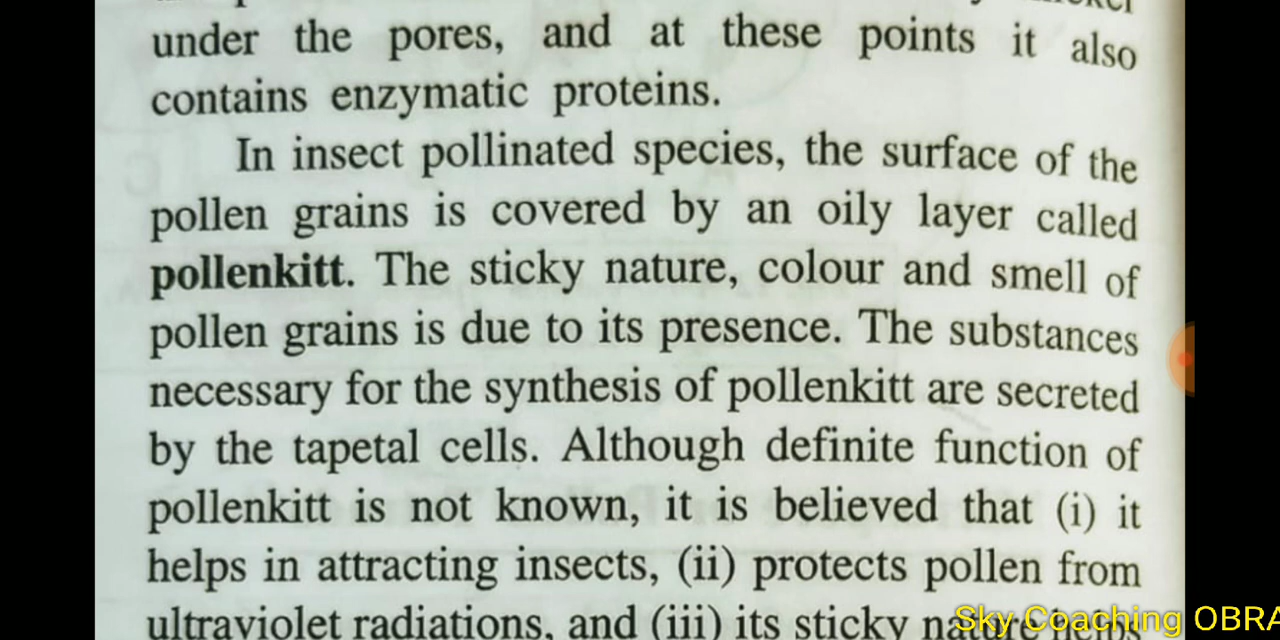 under the pores, and at these points it also
contains enzymatic proteins.
In insect pollinated species, the surface of the
pollen grains is covered by an oily layer called
pollenkitt. The sticky nature, colour and smell of
pollen grains is due to its presence. The substances
necessary for the synthesis of pollenkitt are secreted
by the tapetal cells. Although definite function of
pollenkitt is not known, it is believed that (i) it
helps in attracting insects, (ii) protects pollen from
ultraviolet radiations, and (iii) its sticky
Sky Coaching OBRA